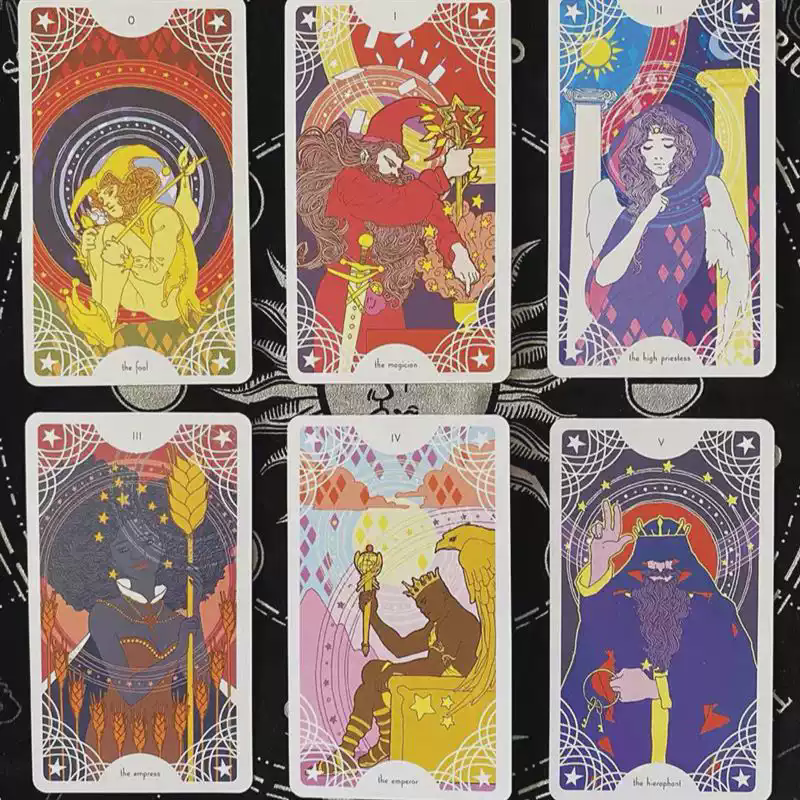 0
the fool
I
the magician
II
the high priestess
III
the empress
IV
the emperor
V
the hierophant